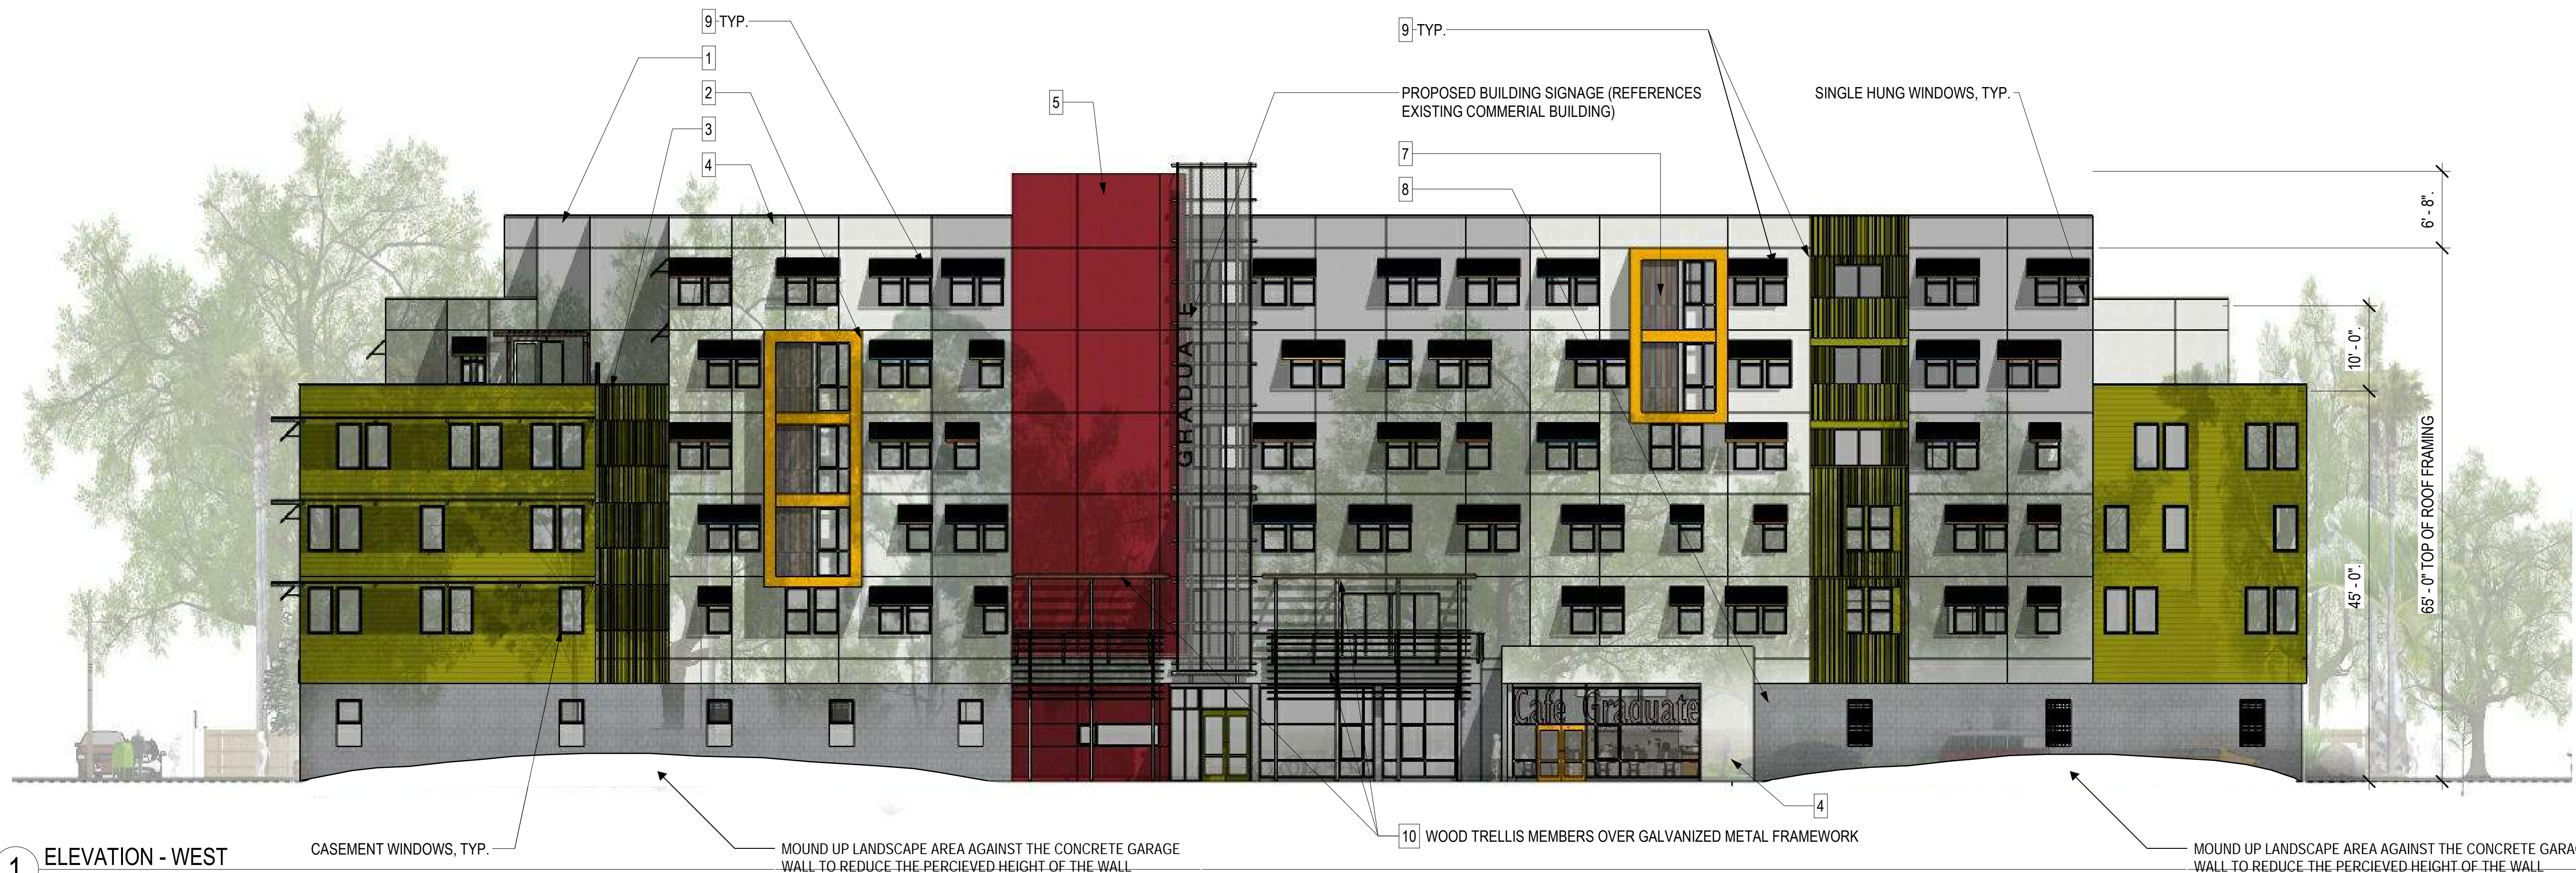 9 TYP.
1
2
3
4
5
9 TYP.
PROPOSED BUILDING SIGNAGE (REFERENCES
EXISTING COMMERIAL BUILDING)
7
8
SINGLE HUNG WINDOWS, TYP.
6' - 8".
10' - 0".
45' - 0".
65' - 0" TOP OF ROOF FRAMING
GRADUATE
Cafe Graduate
4
10 WOOD TRELLIS MEMBERS OVER GALVANIZED METAL FRAMEWORK
1 ELEVATION - WEST
CASEMENT WINDOWS, TYP.
MOUND UP LANDSCAPE AREA AGAINST THE CONCRETE GARAGE
WALL TO REDUCE THE PERCIEVED HEIGHT OF THE WALL
MOUND UP LANDSCAPE AREA AGAINST THE CONCRETE GARA
WALL TO REDUCE THE PERCIEVED HEIGHT OF THE WALL